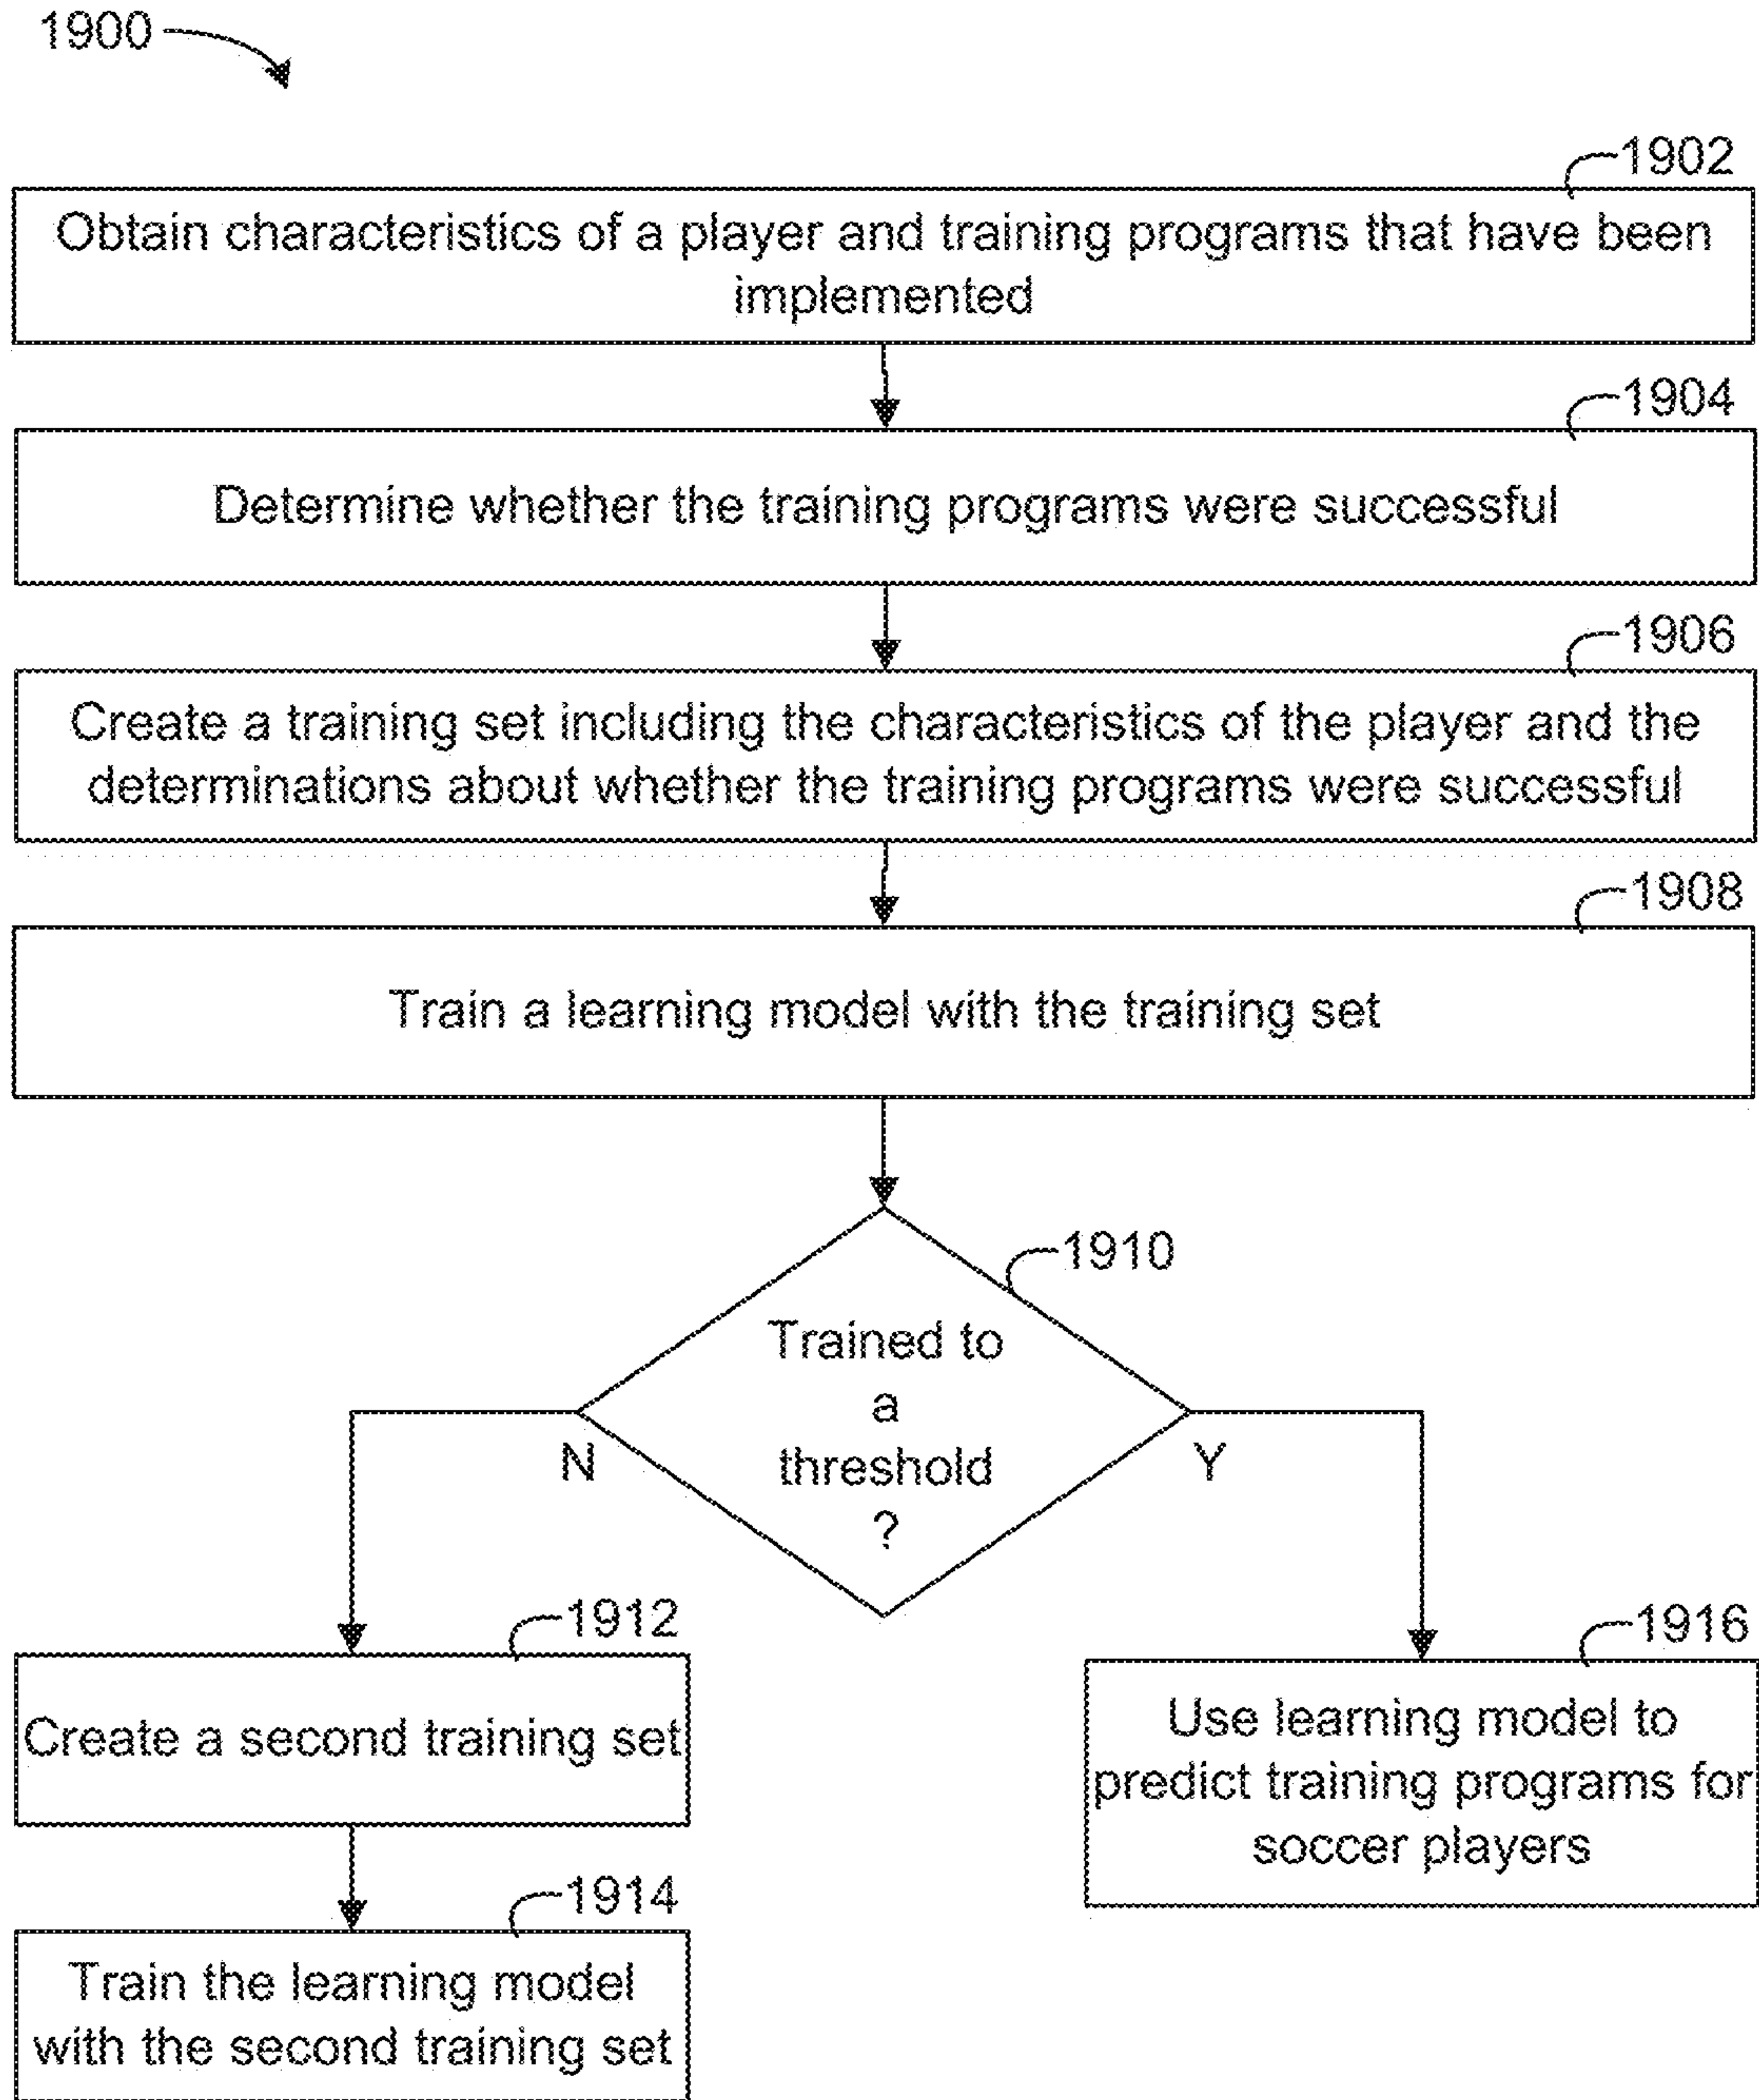 1900
1902
Obtain characteristics of a player and training programs that have been
implemented
1904
Determine whether the training programs were successful
1906
Create a training set including the characteristics of the player and the
determinations about whether the training programs were successful
1908
Train a learning model with the training set
1910
Trained to
a
threshold
?
N
Y
1912
Create a second training set
1914
Train the learning model
with the second training set
1916
Use learning model to
predict training programs for
soccer players